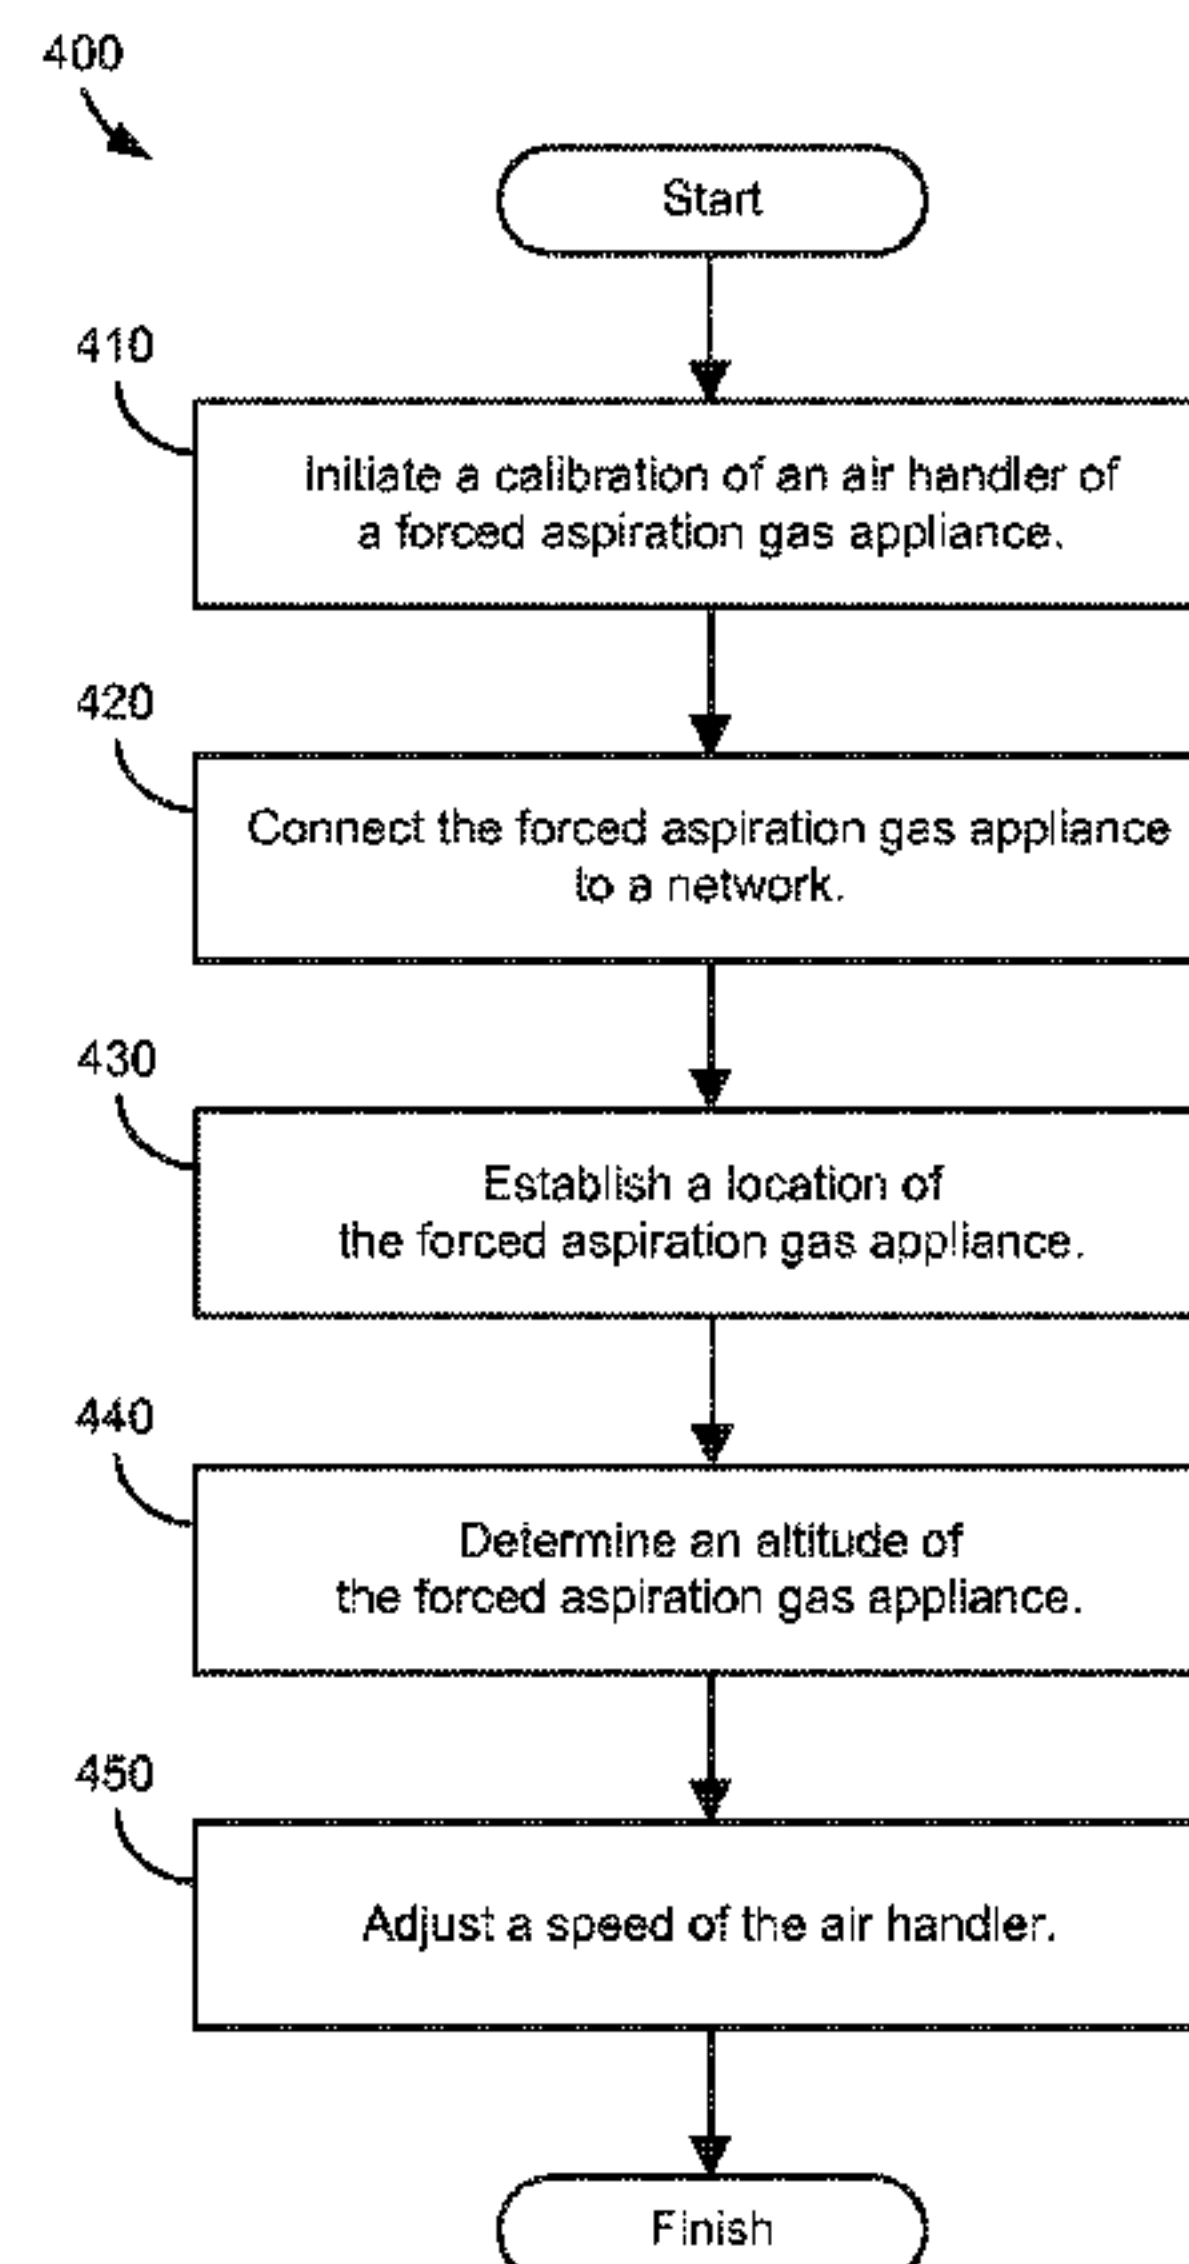 400
Start
410
Initiate a calibration of an air handler of
a forced aspiration gas appliance.
420
Connect the forced aspiration gas appliance
to a network.
430
Establish a location of
the forced aspiration gas appliance.
440
Determine an altitude of
the forced aspiration gas appliance.
450
Adjust a speed of the air handler.
Finish